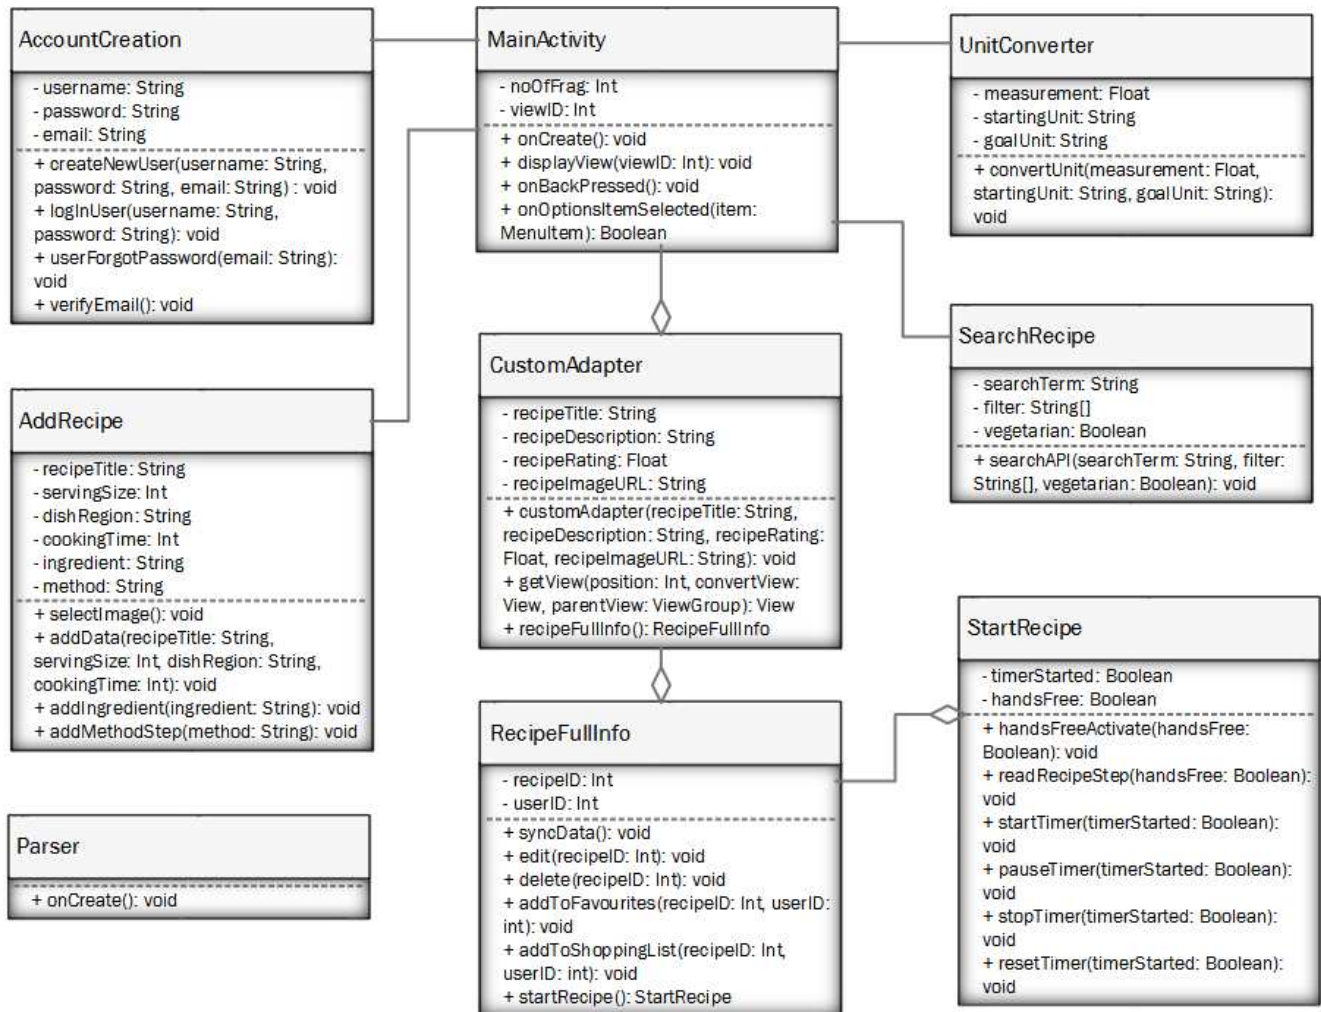 AccountCreation
- username: String
- password: String
- email: String
+ createNewUser(username: String,
password: String, email: String) : void
+ logInUser(username: String,
password: String): void
+ userForgotPassword(email: String):
void
+ verifyEmail(): void
MainActivity
- noOfFrag: Int
- viewID: Int
+ onCreate(): void
+ displayView(viewID: Int): void
+ onBackPressed(): void
+ onOptionsItemSelected(item:
MenuItem): Boolean
UnitConverter
- measurement: Float
- startingUnit: String
- goalUnit: String
+ convertUnit(measurement: Float,
startingUnit: String, goalUnit: String):
void
SearchRecipe
- searchTerm: String
- filter: String[]
- vegetarian: Boolean
+ searchAPI(searchTerm: String, filter:
String[], vegetarian: Boolean): void
CustomAdapter
- recipeTitle: String
- recipeDescription: String
- recipeRating: Float
- recipeImageURL: String
+ customAdapter(recipeTitle: String,
recipeDescription: String, recipeRating:
Float, recipeImageURL: String): void
+ getView(position: Int, convertView:
View, parentView: ViewGroup): View
+ recipeFullInfo(): RecipeFullInfo
AddRecipe
- recipeTitle: String
- servingSize: Int
- dishRegion: String
- cookingTime: Int
- ingredient: String
- method: String
+ selectImage(): void
+ addData(recipeTitle: String,
servingSize: Int, dishRegion: String,
cookingTime: Int): void
+ addIngredient(ingredient: String): void
+ addMethodStep(method: String): void
StartRecipe
- timerStarted: Boolean
- handsFree: Boolean
+ handsFreeActivate(handsFree:
Boolean): void
+ readRecipeStep(handsFree: Boolean):
void
+ startTimer(timerStarted: Boolean):
void
+ pauseTimer(timerStarted: Boolean):
void
+ stopTimer(timerStarted: Boolean):
void
+ resetTimer(timerStarted: Boolean):
void
RecipeFullInfo
- recipeID: Int
- userID: Int
+ syncData(): void
+ edit(recipeID: Int): void
+ delete(recipeID: Int): void
+ addToFavourites(recipeID: Int, userID:
int): void
+ addToShoppingList(recipeID: Int,
userID: int): void
+ startRecipe(): StartRecipe
Parser
+ onCreate(): void